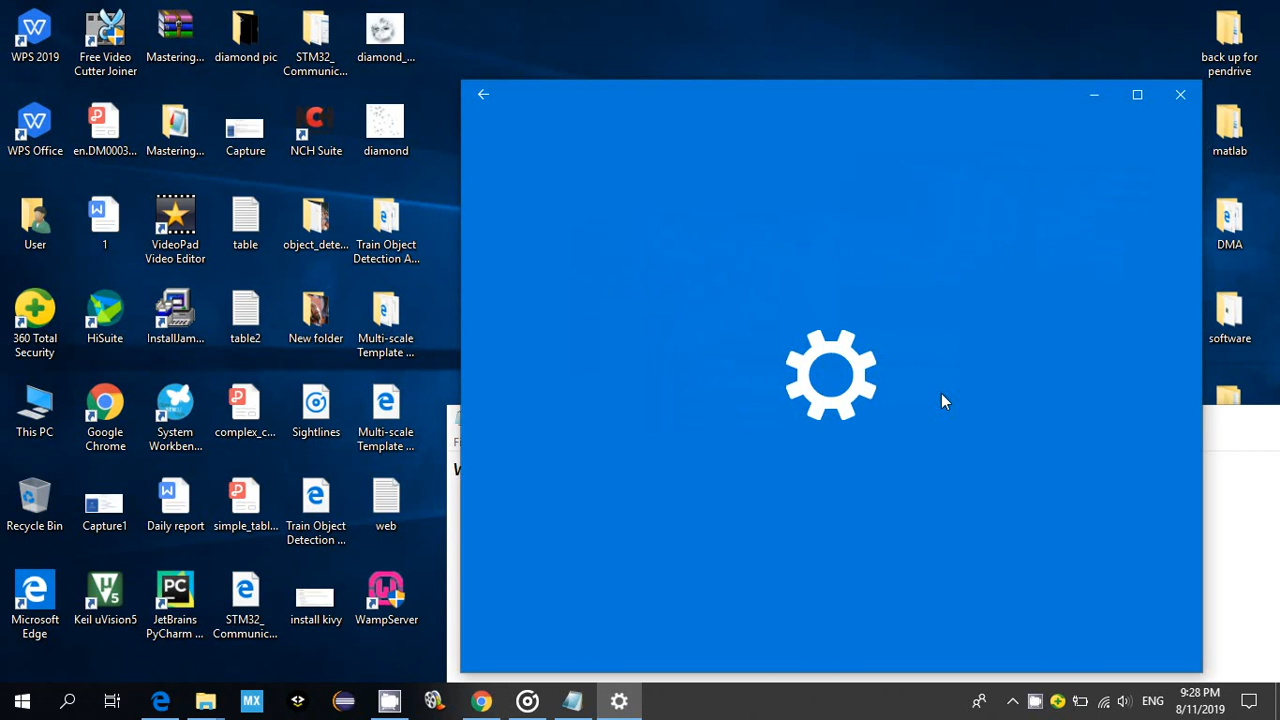 WPS 2019
Free Video
Cutter Joiner
Mastering...
diamond pic
STM32_
Communic...
diamond_...
back up for
pendrive
WPS Office
en.DM0003...
Mastering...
Capture
NCH Suite
diamond
matlab
User
1
VideoPad
Video Editor
table
object_dete...
Train Object
Detection A...
DMA
360 Total
Security
HiSuite
InstallJam...
table2
New folder
Multi-scale
Template ...
software
This PC
Google
Chrome
System
Workben...
complex_c...
Sightlines
Multi-scale
Template ...
Recycle Bin
Capture1
Daily report
simple_tabl...
Train Object
Detection ...
web
Microsoft
Edge
Keil uVision5
JetBrains
PyCharm ...
STM32_
Communic...
install kivy
WampServer
MX
ENG
9:28 PM
8/11/2019